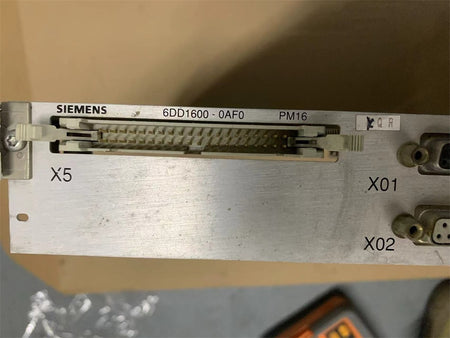 SIEMENS 6DD1600 - 0AF0 PM16
Q R
X5
X01
X02